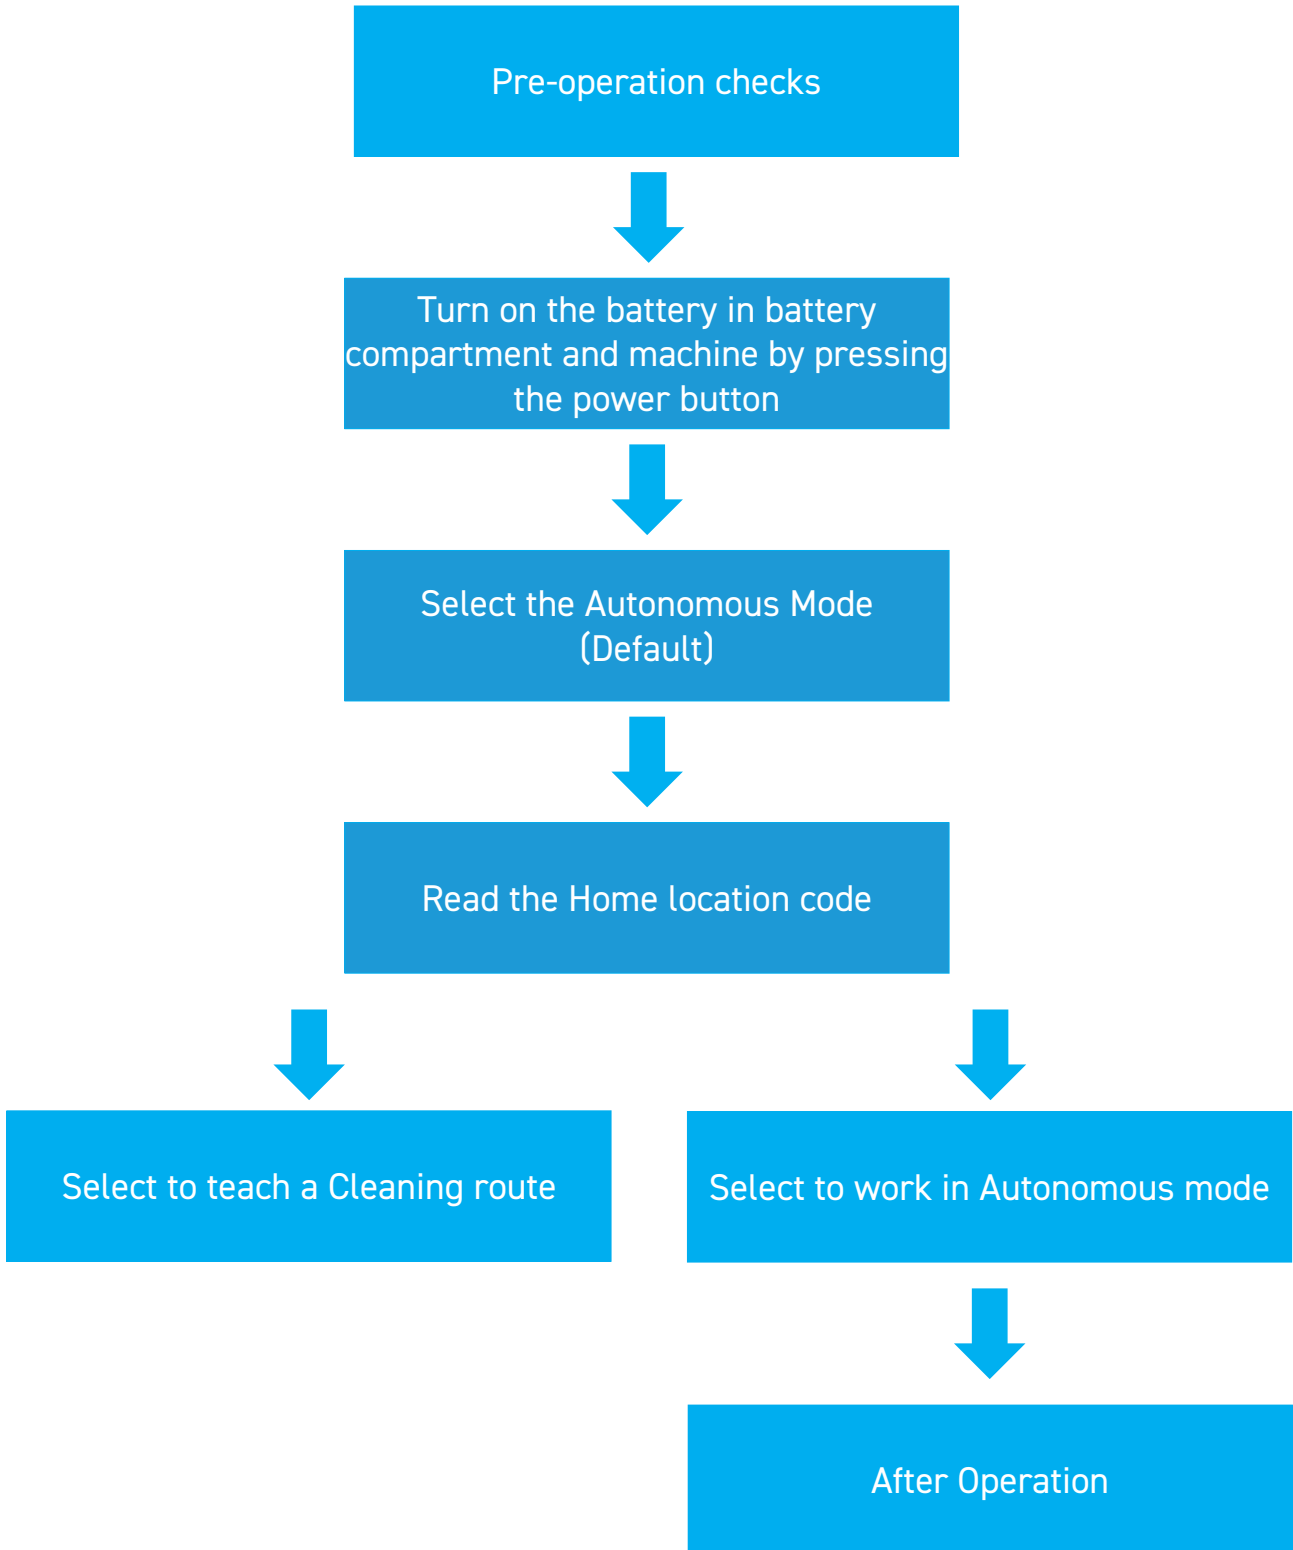 Pre-operation checks
Turn on the battery in battery
compartment and machine by pressing
the power button
Select the Autonomous Mode
(Default)
Read the Home location code
Select to teach a Cleaning route
Select to work in Autonomous mode
After Operation